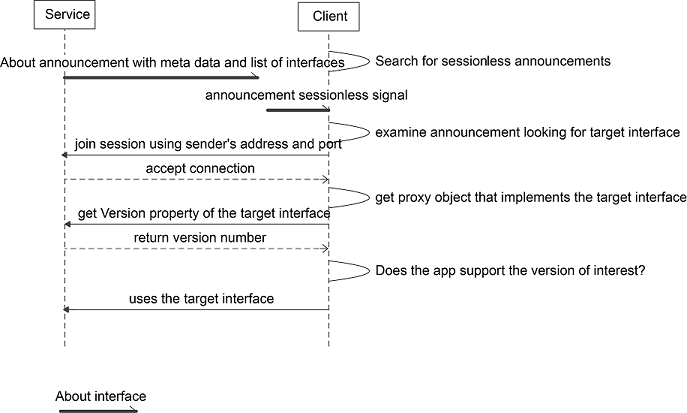 Service
Client
Search for sessionless announcements
About announcement with meta data and list of interfaces
announcement sessionless signal
examine announcement looking for target interface
join session using sender's address and port
accept connection
get proxy object that implements the target interface
get Version property of the target interface
return version number
Does the app support the version of interest?
uses the target interface
About interface